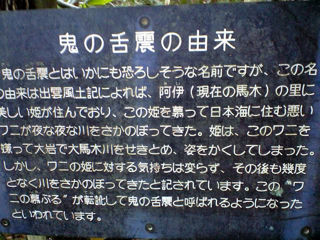 鬼の舌震の由来
鬼の舌震とはいかにも恐ろしそうな名前ですが、この名
の由来は出雲風土記によれば、阿伊（現在の馬木）の里に
美しい姫が住んでおり、この姫を慕って日本海に住む悪い
ワニが夜な夜な川をさかのぼってきた。姫は、このワニを
嫌って大岩で大馬木川をせきとめ、姿をかくしてしまった。
しかし、ワニの姫に対する気持ちは変らず、その後も幾度
となく川をさかのぼってきたと記されています。この“ワ
ニの慕ぶる”が転訛して鬼の舌震と呼ばれるようになった
といわれています。